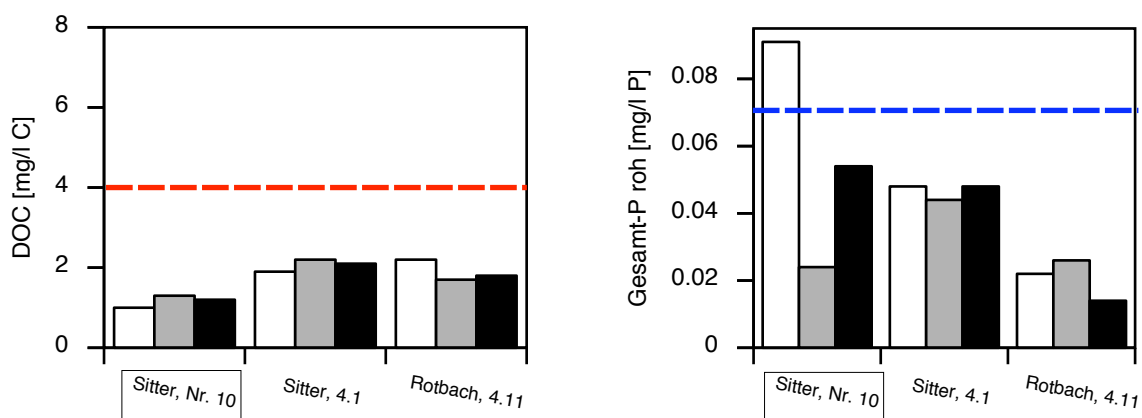 DOC [mg/l C]
8
6
4
2
0
Sitter, Nr. 10
Sitter, 4.1
Rotbach, 4.11
Gesamt-P roh [mg/l P]
0.08
0.06
0.04
0.02
0
Sitter, Nr. 10
Sitter, 4.1
Rotbach, 4.11